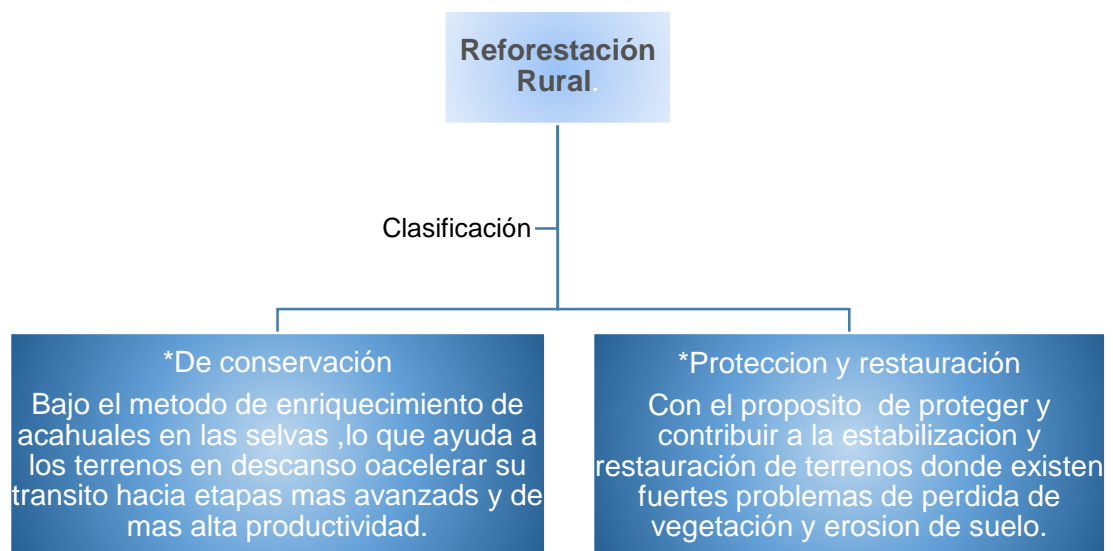 Reforestación
Rural.
Clasificación
*De conservación
Bajo el metodo de enriquecimiento de
acahuales en las selvas ,lo que ayuda a
los terrenos en descanso oacelerar su
transito hacia etapas mas avanzads y de
mas alta productividad.
*Proteccion y restauración
Con el proposito  de proteger y
contribuir a la estabilizacion y
restauración de terrenos donde existen
fuertes problemas de perdida de
vegetación y erosion de suelo.